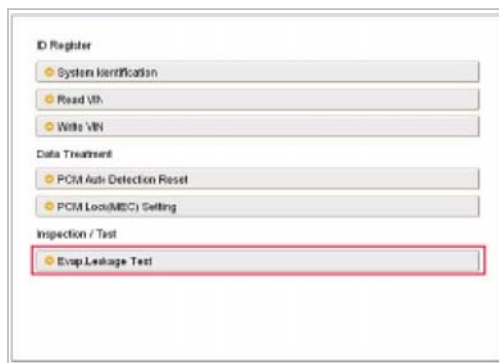 ID Register
System Identification
Read VIN
Write VIN
Data Treatment
PCM Auto Detection Reset
PCM Lock(MEC) Setting
Inspection / Test
Evap.Leakage Test